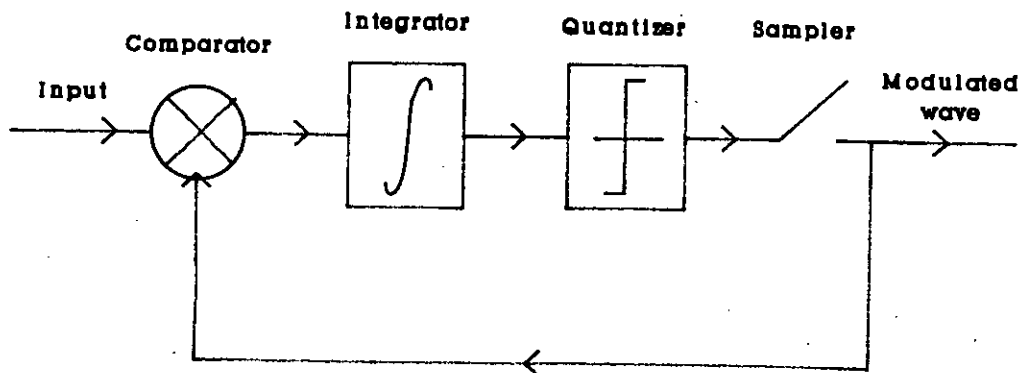 Comparator
Integrator
Quantizer
Sampler
Input
Modulated
wave